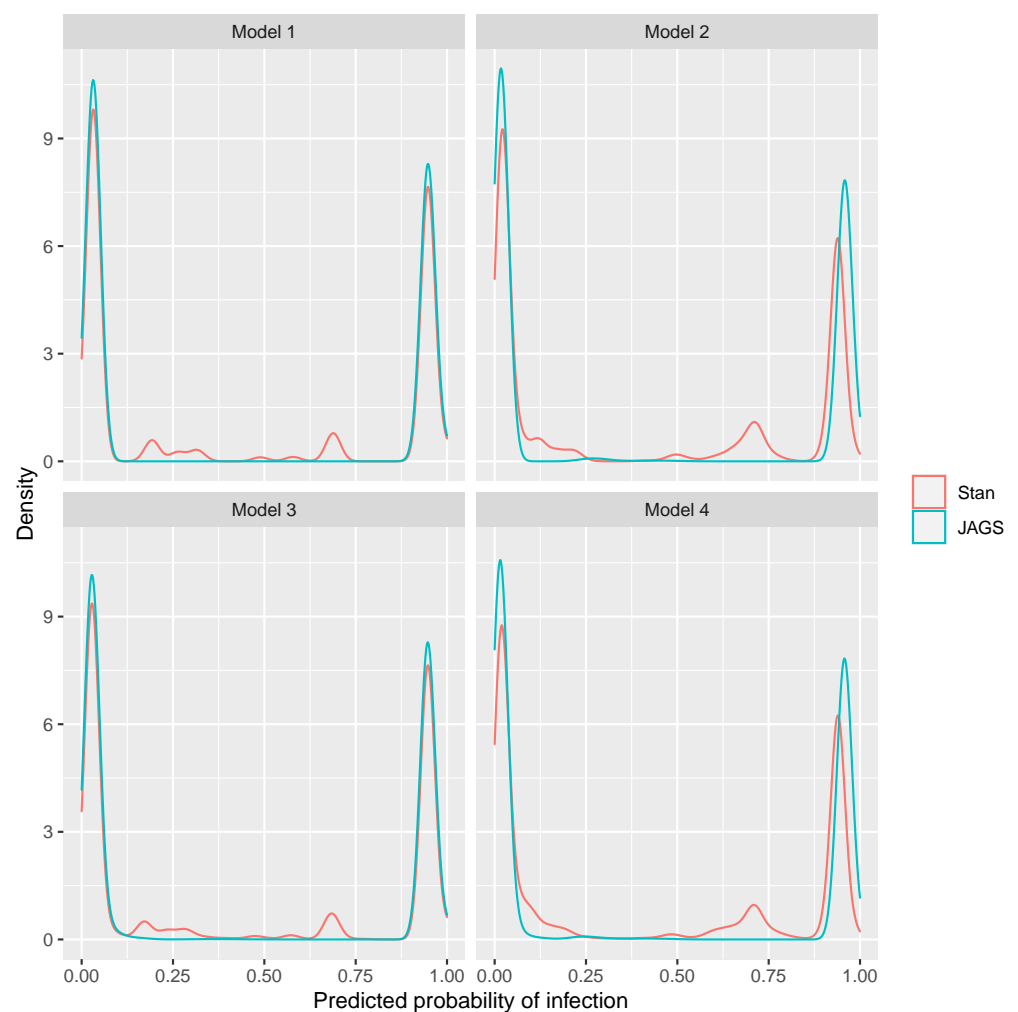 Model 1
Model 2
9
6
3
0
Model 3
Model 4
9
6
3
0
0.00 0.25 0.50 0.75 1.00
0.00 0.25 0.50 0.75 1.00
Predicted probability of infection
Density
Stan
JAGS